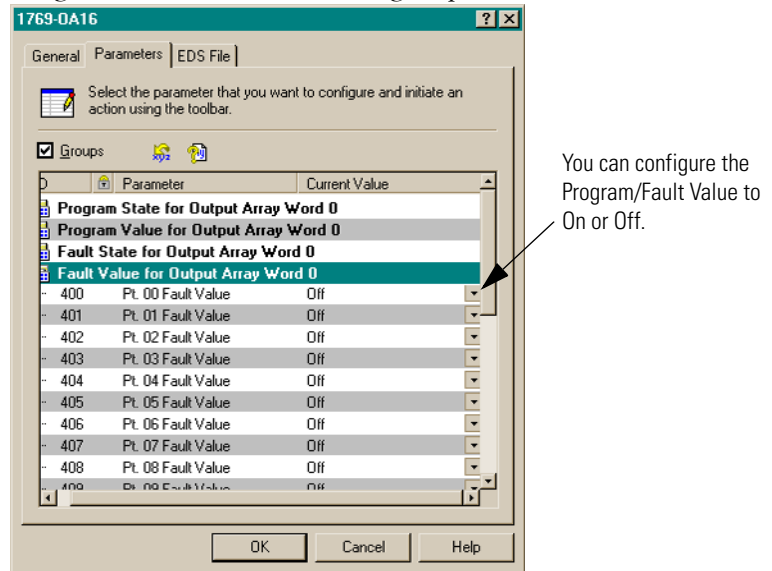 1769-OA16
General Parameters EDS File
Select the parameter that you want to configure and initiate an
action using the toolbar.
Groups
Parameter Current Value
Program State for Output Array Word 0
Program Value for Output Array Word 0
Fault State for Output Array Word 0
Fault Value for Output Array Word 0
400 Pt. 00 Fault Value Off
401 Pt. 01 Fault Value Off
402 Pt. 02 Fault Value Off
403 Pt. 03 Fault Value Off
404 Pt. 04 Fault Value Off
405 Pt. 05 Fault Value Off
406 Pt. 06 Fault Value Off
407 Pt. 07 Fault Value Off
408 Pt. 08 Fault Value Off
409 Pt. 09 Fault Value Off
OK Cancel Help
You can configure the
Program/Fault Value to
On or Off.